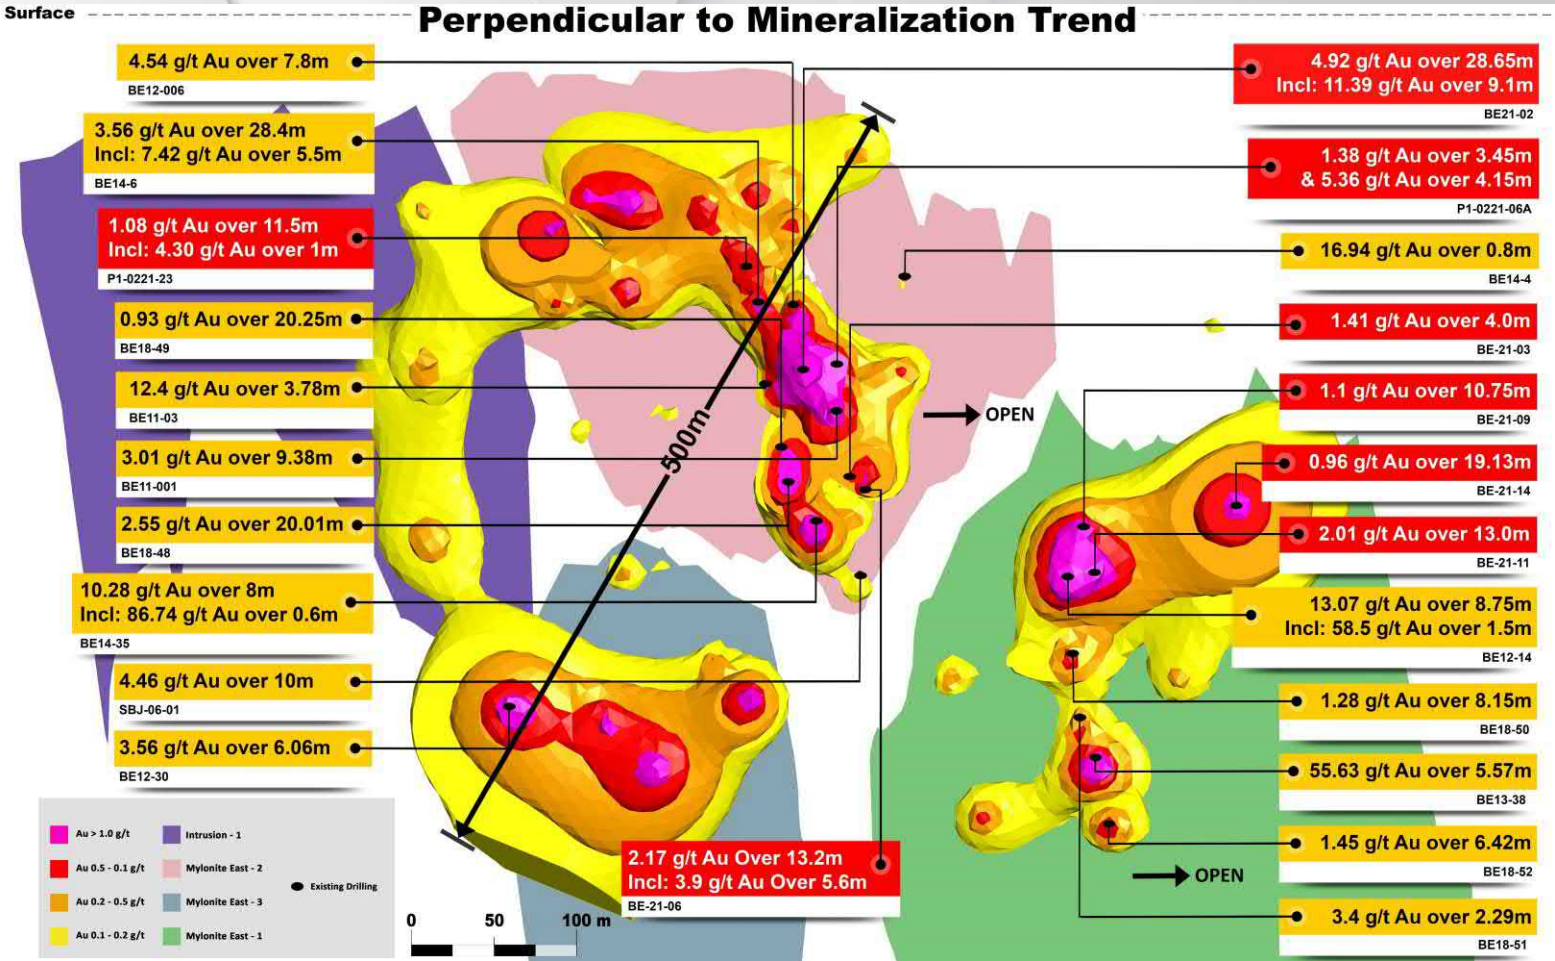 Surface
Perpendicular to Mineralization Trend
4.54 g/t Au over 7.8m
BE12-006
3.56 g/t Au over 28.4m
Incl: 7.42 g/t Au over 5.5m
BE14-6
1.08 g/t Au over 11.5m
Incl: 4.30 g/t Au over 1m
P1-0221-23
0.93 g/t Au over 20.25m
BE18-49
12.4 g/t Au over 3.78m
BE11-03
3.01 g/t Au over 9.38m
BE11-001
2.55 g/t Au over 20.01m
BE18-48
10.28 g/t Au over 8m
Incl: 86.74 g/t Au over 0.6m
BE14-35
4.46 g/t Au over 10m
SBJ-06-01
3.56 g/t Au over 6.06m
BE12-30
500m
OPEN
4.92 g/t Au over 28.65m
Incl: 11.39 g/t Au over 9.1m
BE21-02
1.38 g/t Au over 3.45m
& 5.36 g/t Au over 4.15m
P1-0221-06A
16.94 g/t Au over 0.8m
BE14-4
1.41 g/t Au over 4.0m
BE-21-03
1.1 g/t Au over 10.75m
BE-21-09
0.96 g/t Au over 19.13m
BE-21-14
2.01 g/t Au over 13.0m
BE-21-11
13.07 g/t Au over 8.75m
Incl: 58.5 g/t Au over 1.5m
BE12-14
1.28 g/t Au over 8.15m
BE18-50
55.63 g/t Au over 5.57m
BE13-38
1.45 g/t Au over 6.42m
BE18-52
3.4 g/t Au over 2.29m
BE18-51
OPEN
2.17 g/t Au Over 13.2m
Incl: 3.9 g/t Au Over 5.6m
BE-21-06
Au > 1.0 g/t
Au 0.5 - 0.1 g/t
Au 0.2 - 0.5 g/t
Au 0.1 - 0.2 g/t
Intrusion - 1
Mylonite East - 2
Mylonite East - 3
Mylonite East - 1
Existing Drilling
0 50 100 m